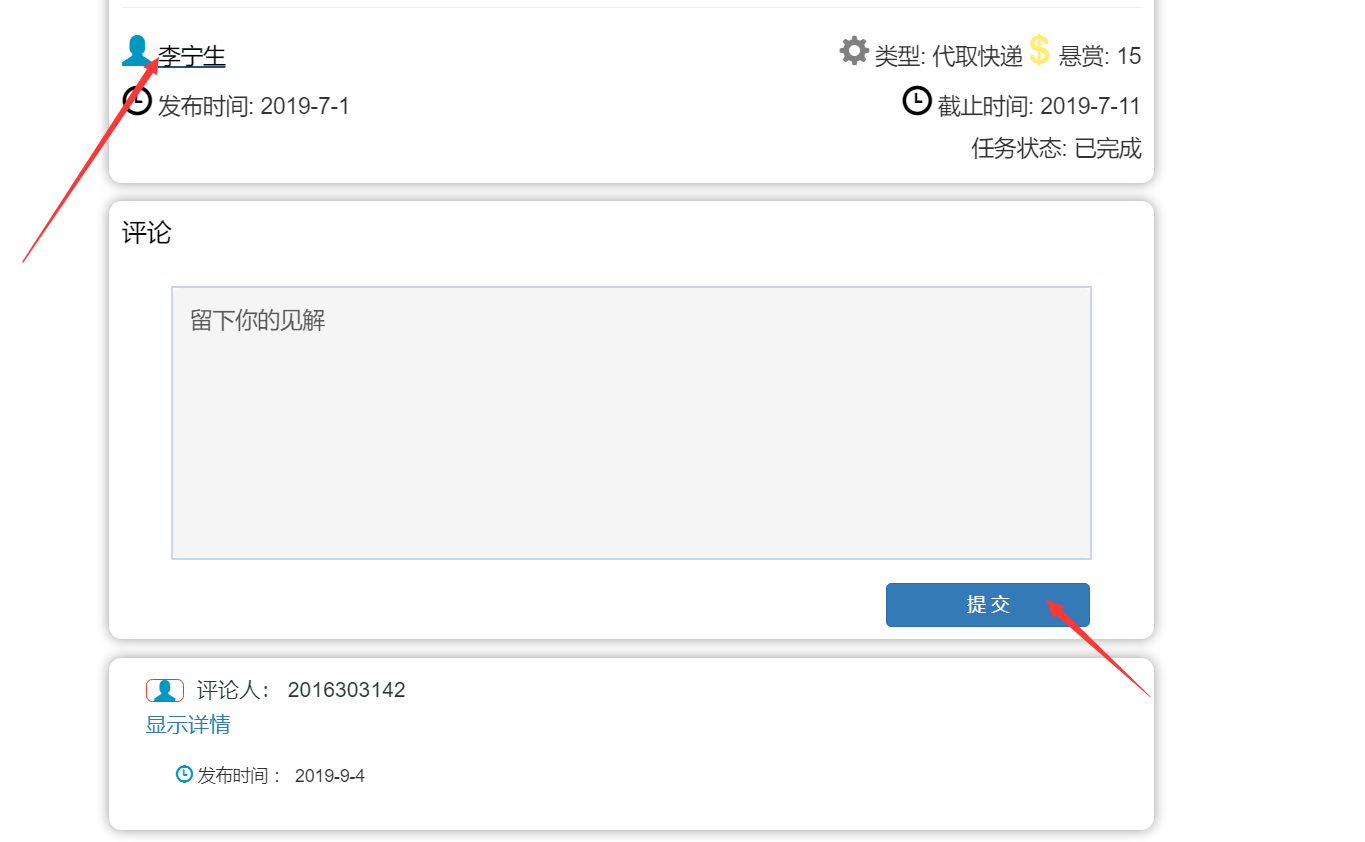 李宁生 类型: 代取快递 悬赏: 15
发布时间: 2019-7-1 截止时间: 2019-7-11
任务状态: 已完成
评论
留下你的见解
提 交
评论人： 2016303142
显示详情
发布时间： 2019-9-4